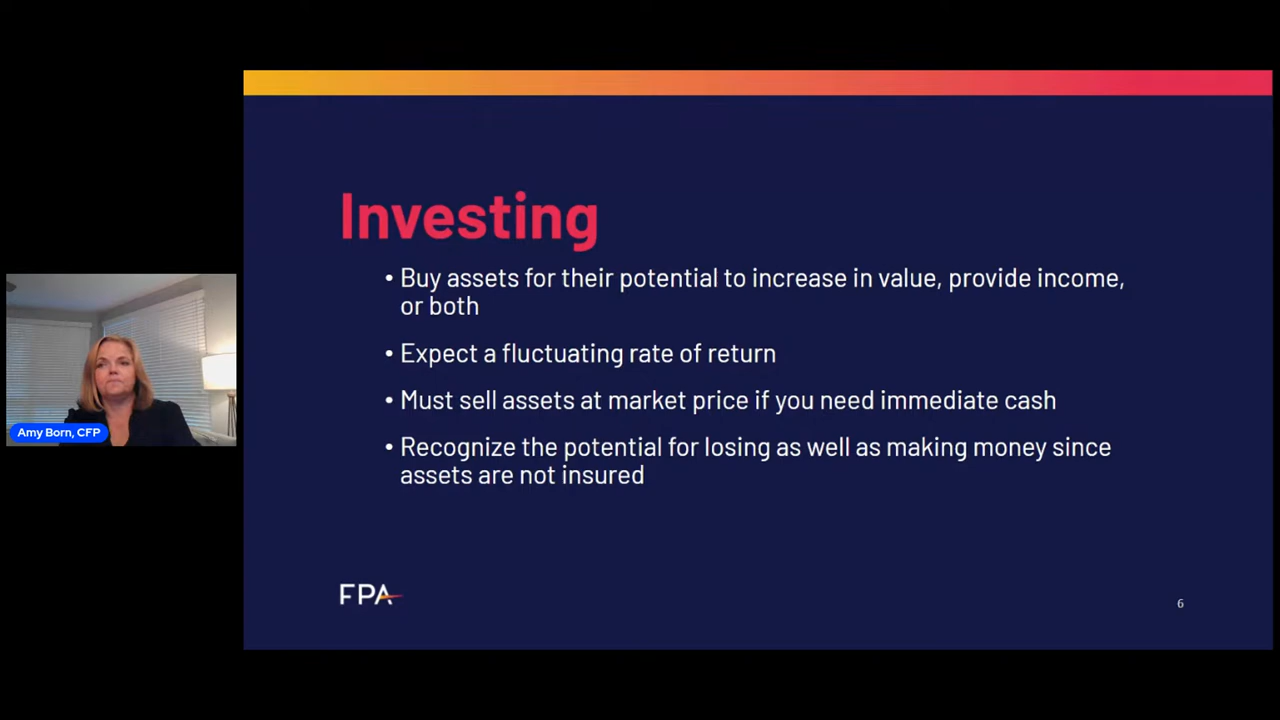 Investing
• Buy assets for their potential to increase in value, provide income,
or both
• Expect a fluctuating rate of return
• Must sell assets at market price if you need immediate cash
• Recognize the potential for losing as well as making money since
assets are not insured
Amy Born, CFP
FPA
6